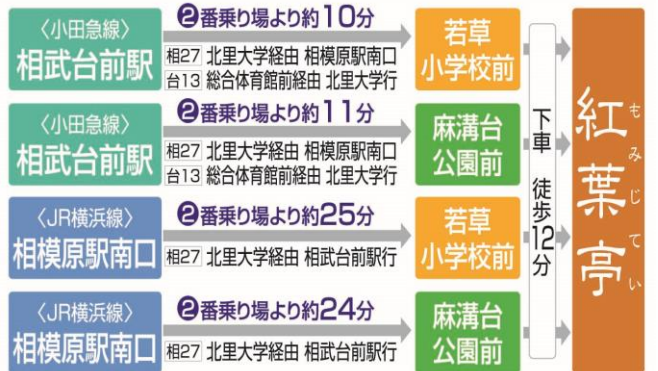 〈小田急線〉
相武台前駅
❷番乗り場より約10分
相27 北里大学経由 相模原駅南口
台13 総合体育館前経由 北里大学行
若草
小学校前
〈小田急線〉
相武台前駅
❷番乗り場より約11分
相27 北里大学経由 相模原駅南口
台13 総合体育館前経由 北里大学行
麻溝台
公園前
〈JR横浜線〉
相模原駅南口
❷番乗り場より約25分
相27 北里大学経由 相武台前駅行
若草
小学校前
〈JR横浜線〉
相模原駅南口
❷番乗り場より約24分
相27 北里大学経由 相武台前駅行
麻溝台
公園前
下車 徒歩12分
紅葉亭
もみじてい